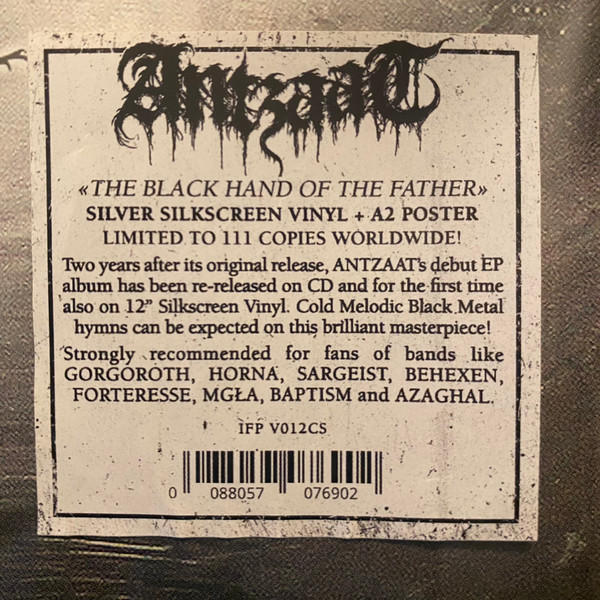 Antzaat
«THE BLACK HAND OF THE FATHER»
SILVER SILKSCREEN VINYL + A2 POSTER
LIMITED TO 111 COPIES WORLDWIDE!
Two years after its original release, ANTZAAT's debut EP
album has been re-released on CD and for the first time
also on 12" Silkscreen Vinyl. Cold Melodic Black Metal
hymns can be expected on this brilliant masterpiece!
Strongly recommended for fans of bands like
GORGOROTH, HORNA, SARGEIST, BEHEXEN,
FORTERESSE, MGŁA, BAPTISM and AZAGHAL.
IFP V012CS
0 088057 076902